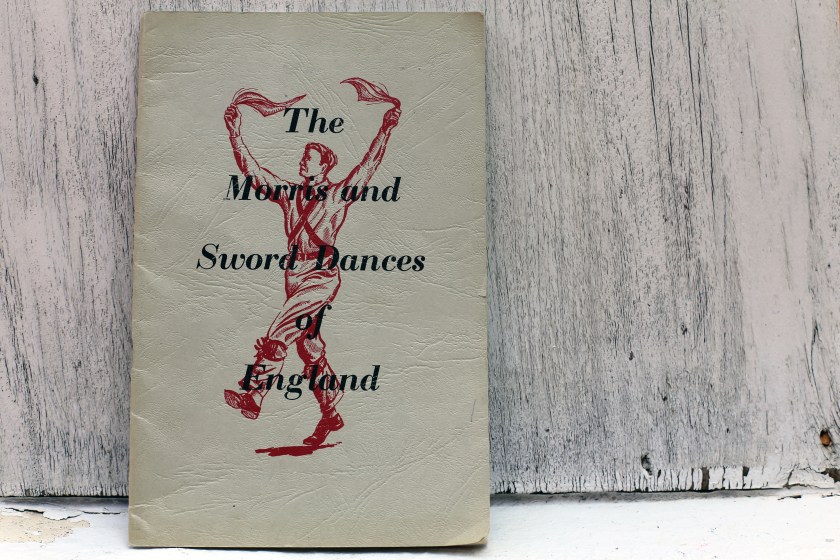 The
Morris and
Sword Dances
of
England